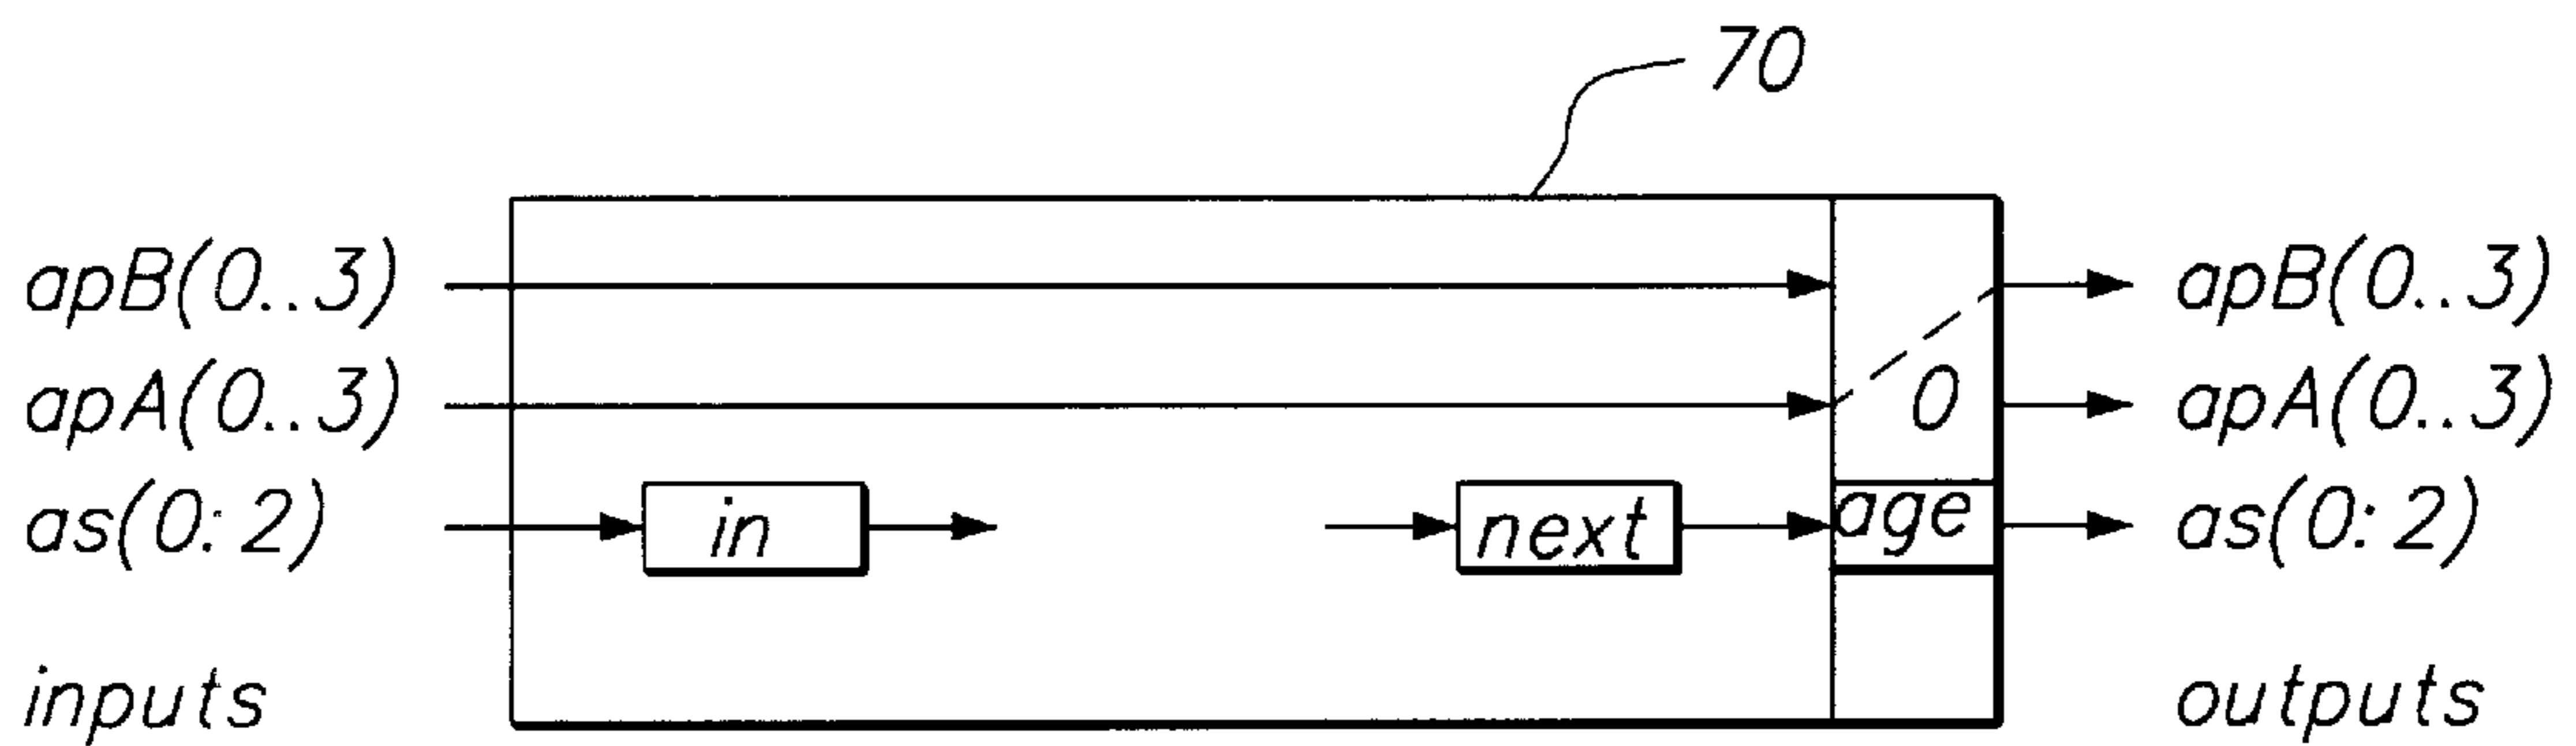 70
apB(0..3) apB(0..3)
apA(0..3) 0 apA(0..3)
as(0:2) in next age as(0:2)
inputs outputs